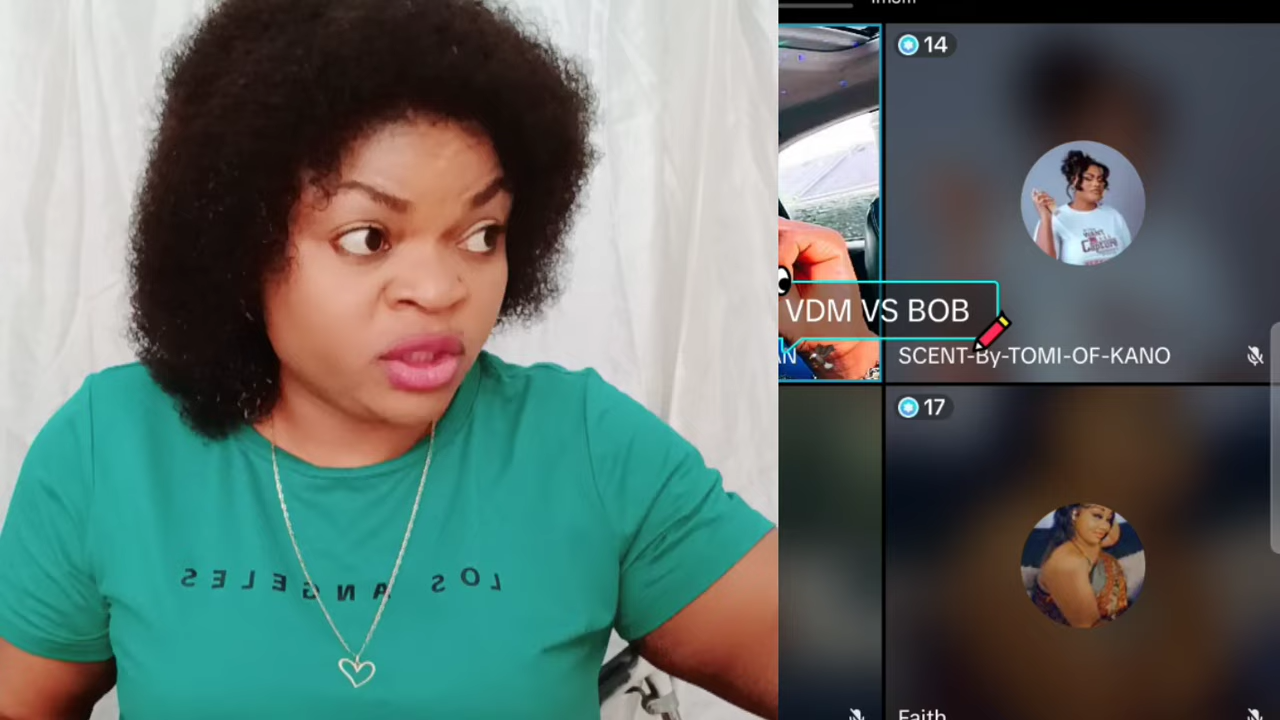 LOS ANGELES
14
VDM VS BOB
SCENT-By-TOMI-OF-KANO
17
Faith